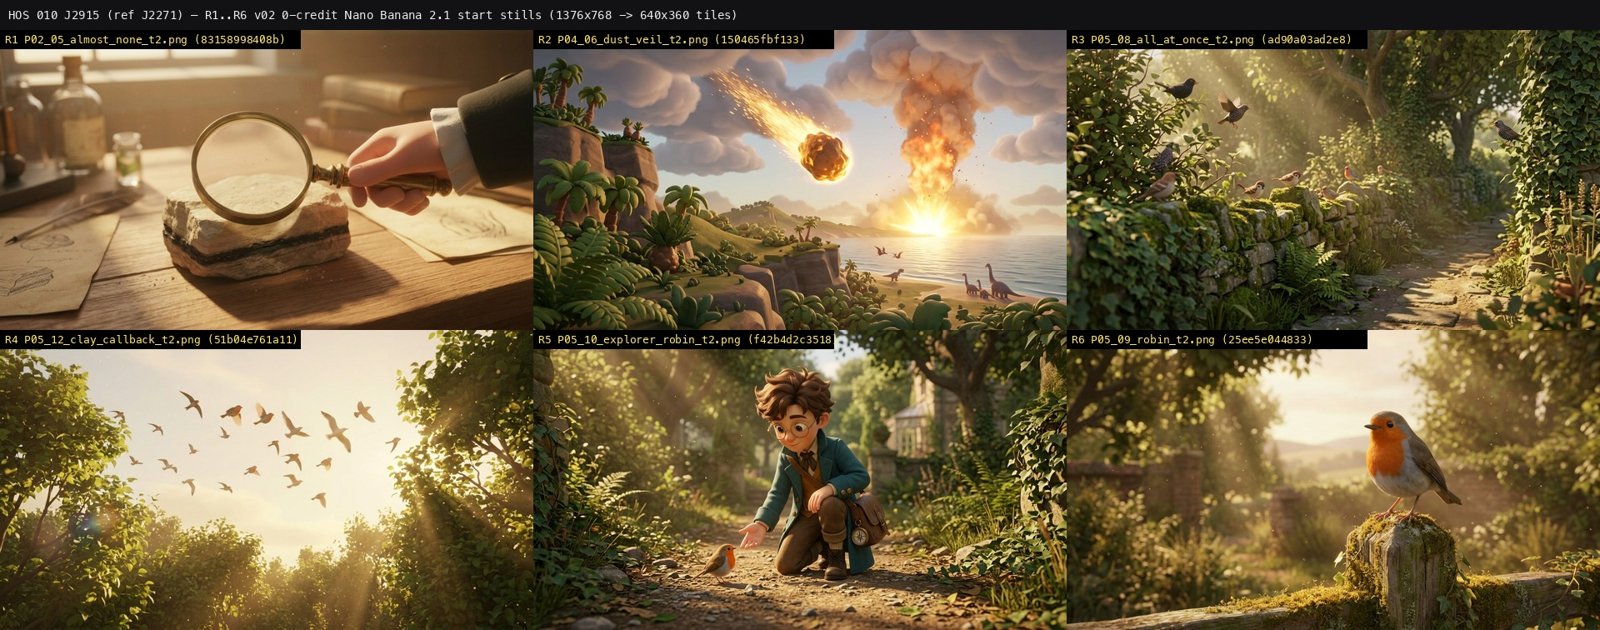 HOS 010 J2915 (ref J2271) — R1..R6 v02 0-credit Nano Banana 2.1 start stills (1376x768 -> 640x360 tiles)
R1 P02_05_almost_none_t2.png (83158998408b)
R2 P04_06_dust_veil_t2.png (150465fbf133)
R3 P05_08_all_at_once_t2.png (ad90a03ad2e8)
R4 P05_12_clay_callback_t2.png (51b04e761a11)
R5 P05_10_explorer_robin_t2.png (f42b4d2c3518
R6 P05_09_robin_t2.png (25ee5e044833)